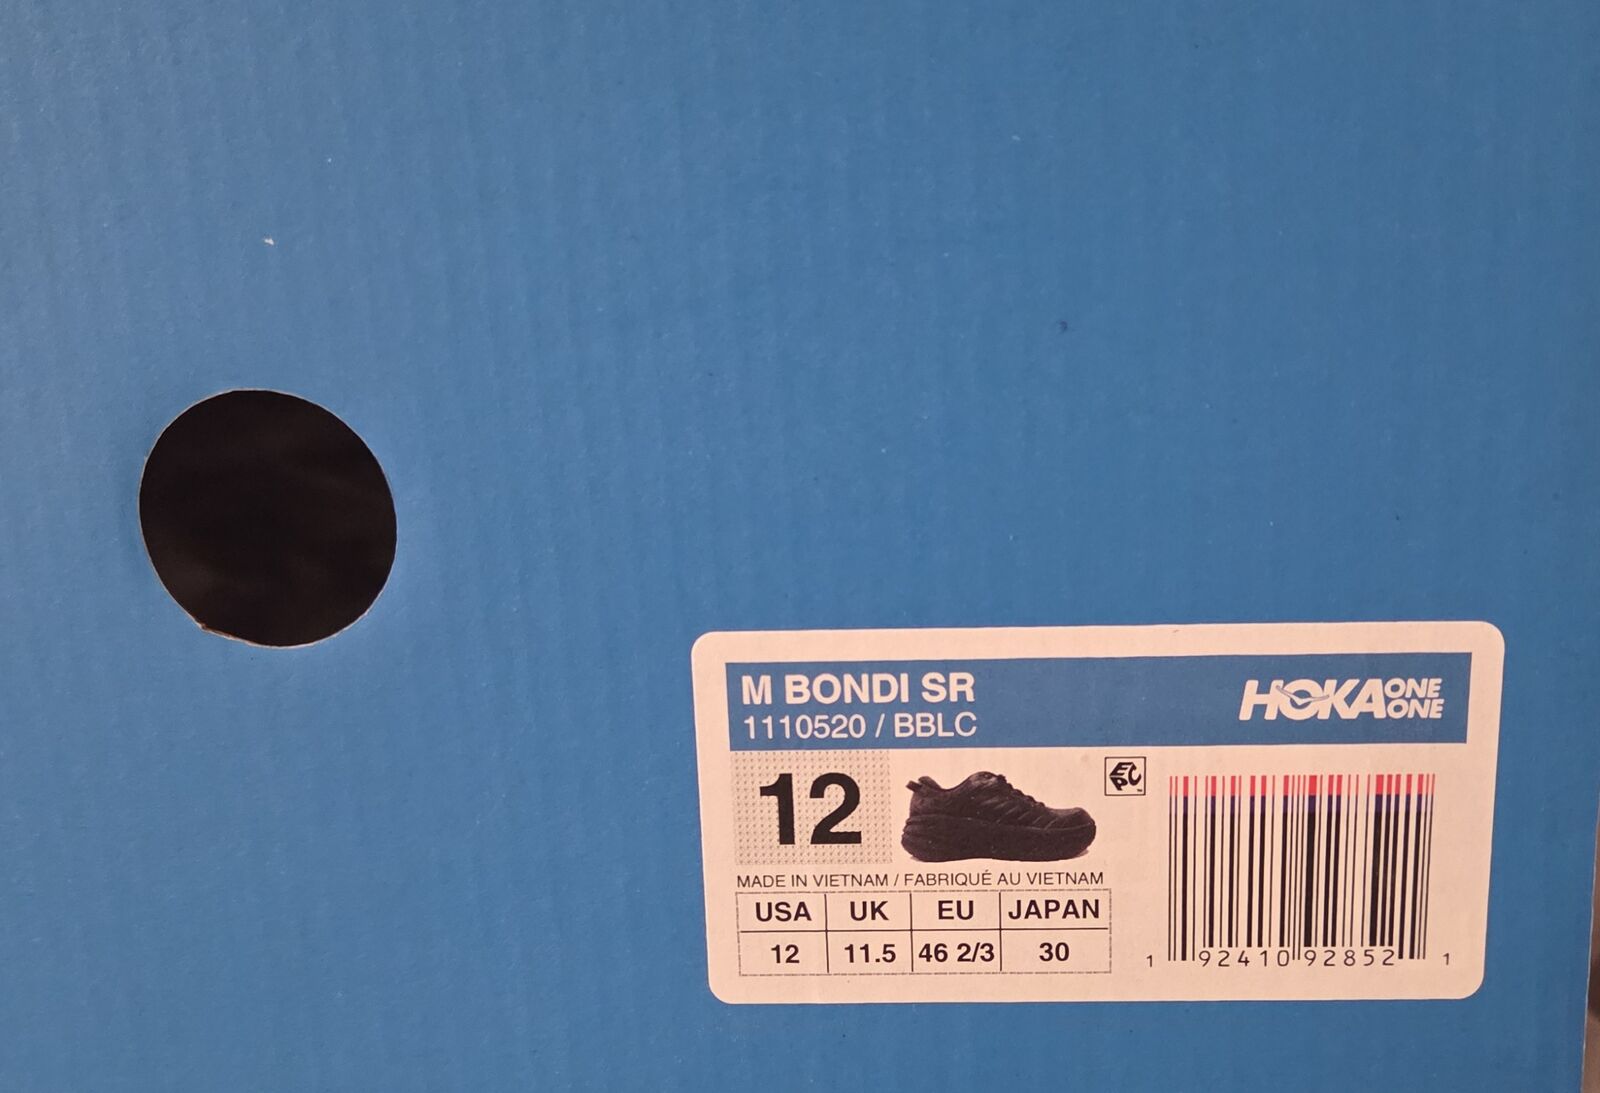 M BONDI SR
1110520 / BBLC
HOKA ONE ONE
12
EPC
MADE IN VIETNAM / FABRIQUÉ AU VIETNAM
USA UK EU JAPAN
12 11.5 46 2/3 30
1 92410 92852 1